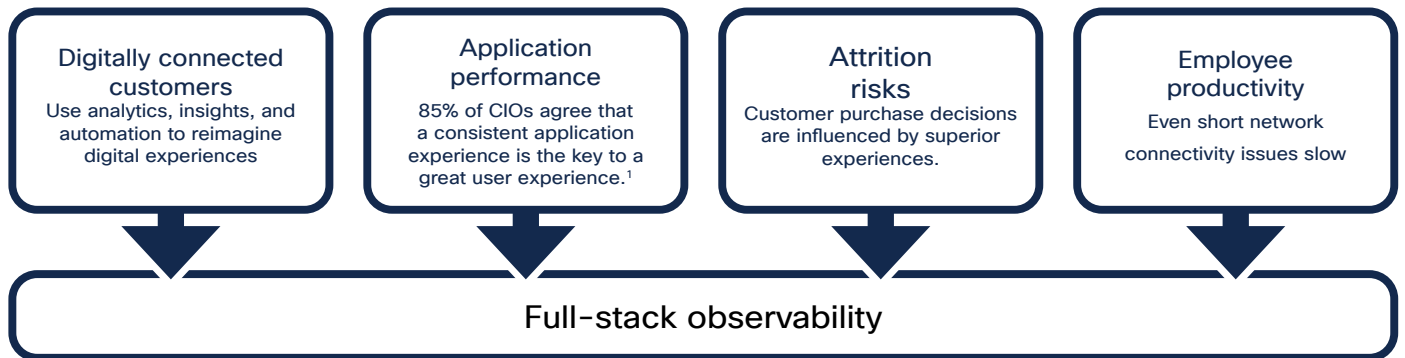 Digitally connected
customers
Use analytics, insights, and
automation to reimagine
digital experiences
Application
performance
85% of CIOs agree that
a consistent application
experience is the key to a
great user experience.¹
Attrition
risks
Customer purchase decisions
are influenced by superior
experiences.
Employee
productivity
Even short network
connectivity issues slow
Full-stack observability